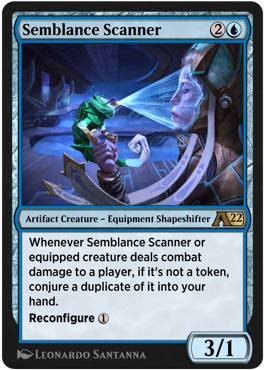 Semblance Scanner 2
Artifact Creature – Equipment Shapeshifter A22
Whenever Semblance Scanner or
equipped creature deals combat
damage to a player, if it's not a token,
conjure a duplicate of it into your
hand.
Reconfigure 1
3/1
Leonardo Santanna